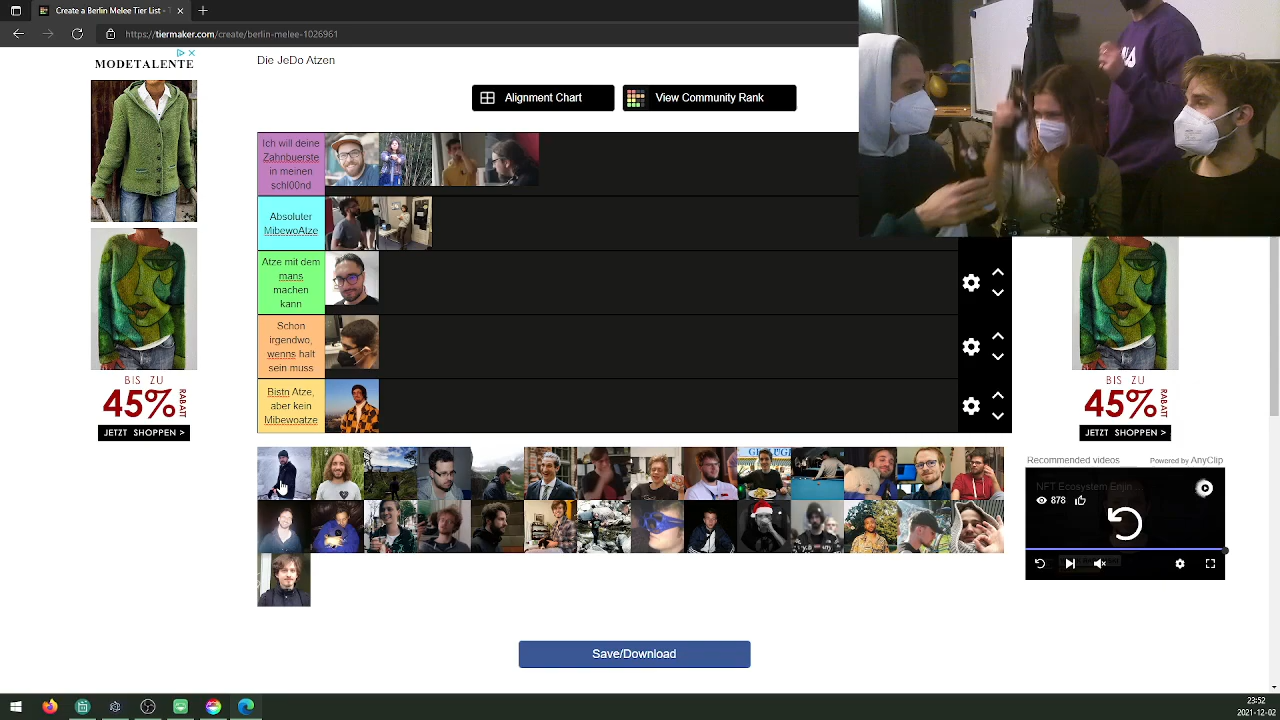 Create a Berlin Melee Tier List - T
https://tiermaker.com/create/berlin-melee-1026961
MODETALENTE
Die JeDo Atzen
Alignment Chart
View Community Rank
Ich will deine
Zahnbuerste
in meinen
schl00nd
Absoluter
MibewoAtze
Atze mit dem
mans
machen
kann
Schon
irgendwo,
wenns halt
sein muss
Bistn Atze,
aber kein
Mibewoatze
BIS ZU
45%
RABATT
JETZT SHOPPEN >
BIS ZU
45%
RABATT
JETZT SHOPPEN >
Recommended videos
Powered by AnyClip
NFT Ecosystem Enjin ...
878
Save/Download
23:52
2021-12-02